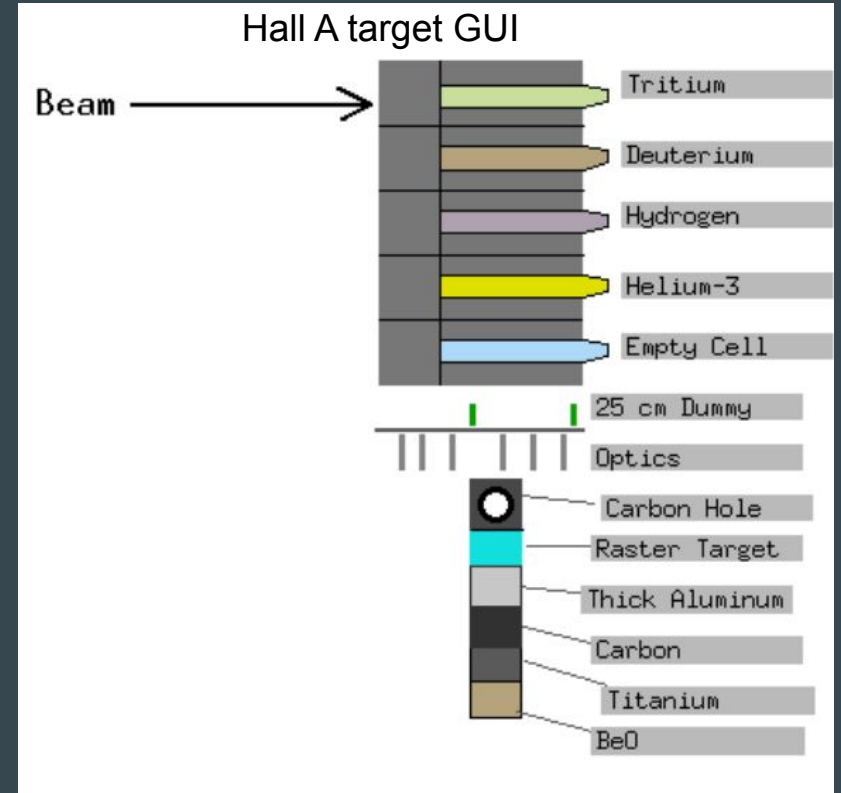 Hall A target GUI
Beam
Tritium
Deuterium
Hydrogen
Helium-3
Empty Cell
25 cm Dummy
Optics
Carbon Hole
Raster Target
Thick Aluminum
Carbon
Titanium
BeO